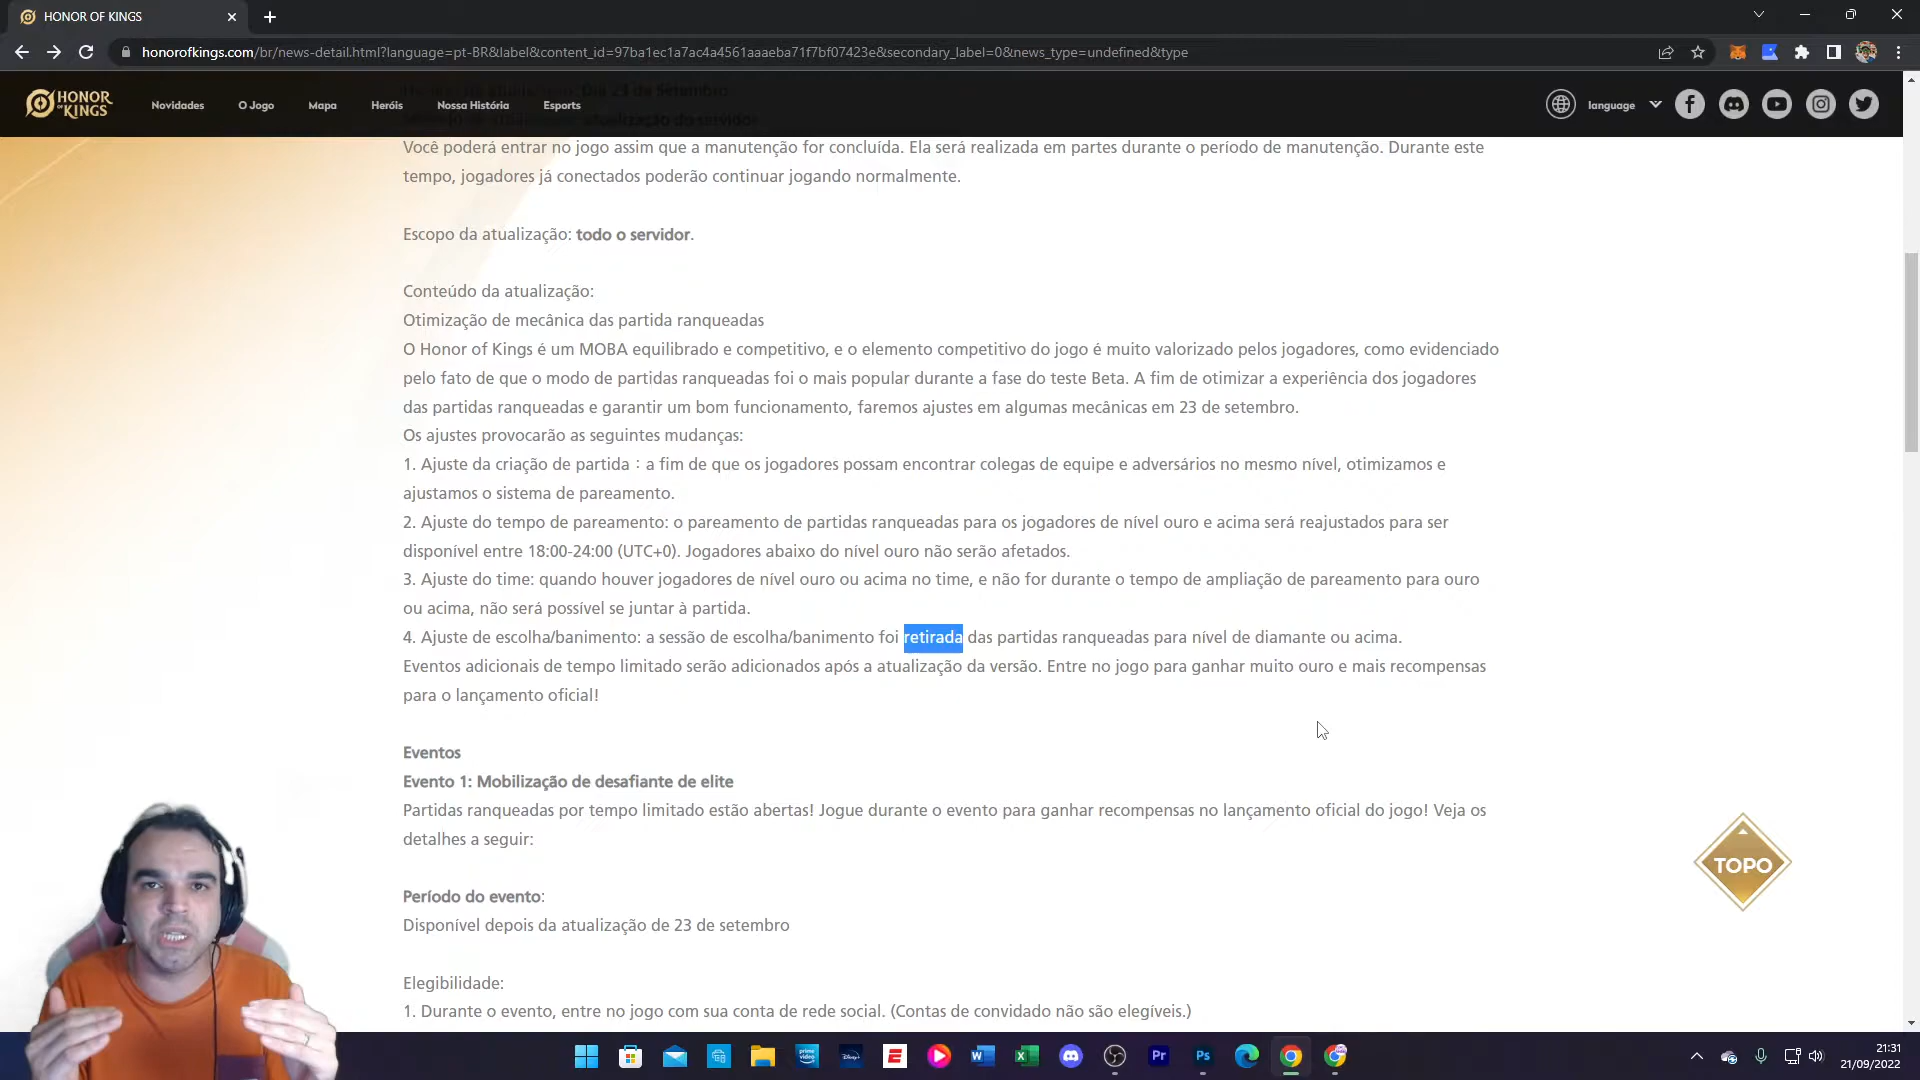 HONOR OF KINGS
honorofkings.com/br/news-detail.html?language=pt-BR&label&content_id=97ba1ec1a7ac4a4561aaaeba71f7bf07423e&secondary_label=0&news_type=undefined&type
HONOR OF KINGS
Novidades
O Jogo
Mapa
Heróis
Nossa História
Esports
language
Você poderá entrar no jogo assim que a manutenção for concluída. Ela será realizada em partes durante o período de manutenção. Durante este
tempo, jogadores já conectados poderão continuar jogando normalmente.
Escopo da atualização: todo o servidor.
Conteúdo da atualização:
Otimização de mecânica das partida ranqueadas
O Honor of Kings é um MOBA equilibrado e competitivo, e o elemento competitivo do jogo é muito valorizado pelos jogadores, como evidenciado
pelo fato de que o modo de partidas ranqueadas foi o mais popular durante a fase do teste Beta. A fim de otimizar a experiência dos jogadores
das partidas ranqueadas e garantir um bom funcionamento, faremos ajustes em algumas mecânicas em 23 de setembro.
Os ajustes provocarão as seguintes mudanças:
1. Ajuste da criação de partida：a fim de que os jogadores possam encontrar colegas de equipe e adversários no mesmo nível, otimizamos e
ajustamos o sistema de pareamento.
2. Ajuste do tempo de pareamento: o pareamento de partidas ranqueadas para os jogadores de nível ouro e acima será reajustados para ser
disponível entre 18:00-24:00 (UTC+0). Jogadores abaixo do nível ouro não serão afetados.
3. Ajuste do time: quando houver jogadores de nível ouro ou acima no time, e não for durante o tempo de ampliação de pareamento para ouro
ou acima, não será possível se juntar à partida.
4. Ajuste de escolha/banimento: a sessão de escolha/banimento foi retirada das partidas ranqueadas para nível de diamante ou acima.
Eventos adicionais de tempo limitado serão adicionados após a atualização da versão. Entre no jogo para ganhar muito ouro e mais recompensas
para o lançamento oficial!
Eventos
Evento 1: Mobilização de desafiante de elite
Partidas ranqueadas por tempo limitado estão abertas! Jogue durante o evento para ganhar recompensas no lançamento oficial do jogo! Veja os
detalhes a seguir:
TOPO
Período do evento:
Disponível depois da atualização de 23 de setembro
Elegibilidade:
1. Durante o evento, entre no jogo com sua conta de rede social. (Contas de convidado não são elegíveis.)
21:31
21/09/2022